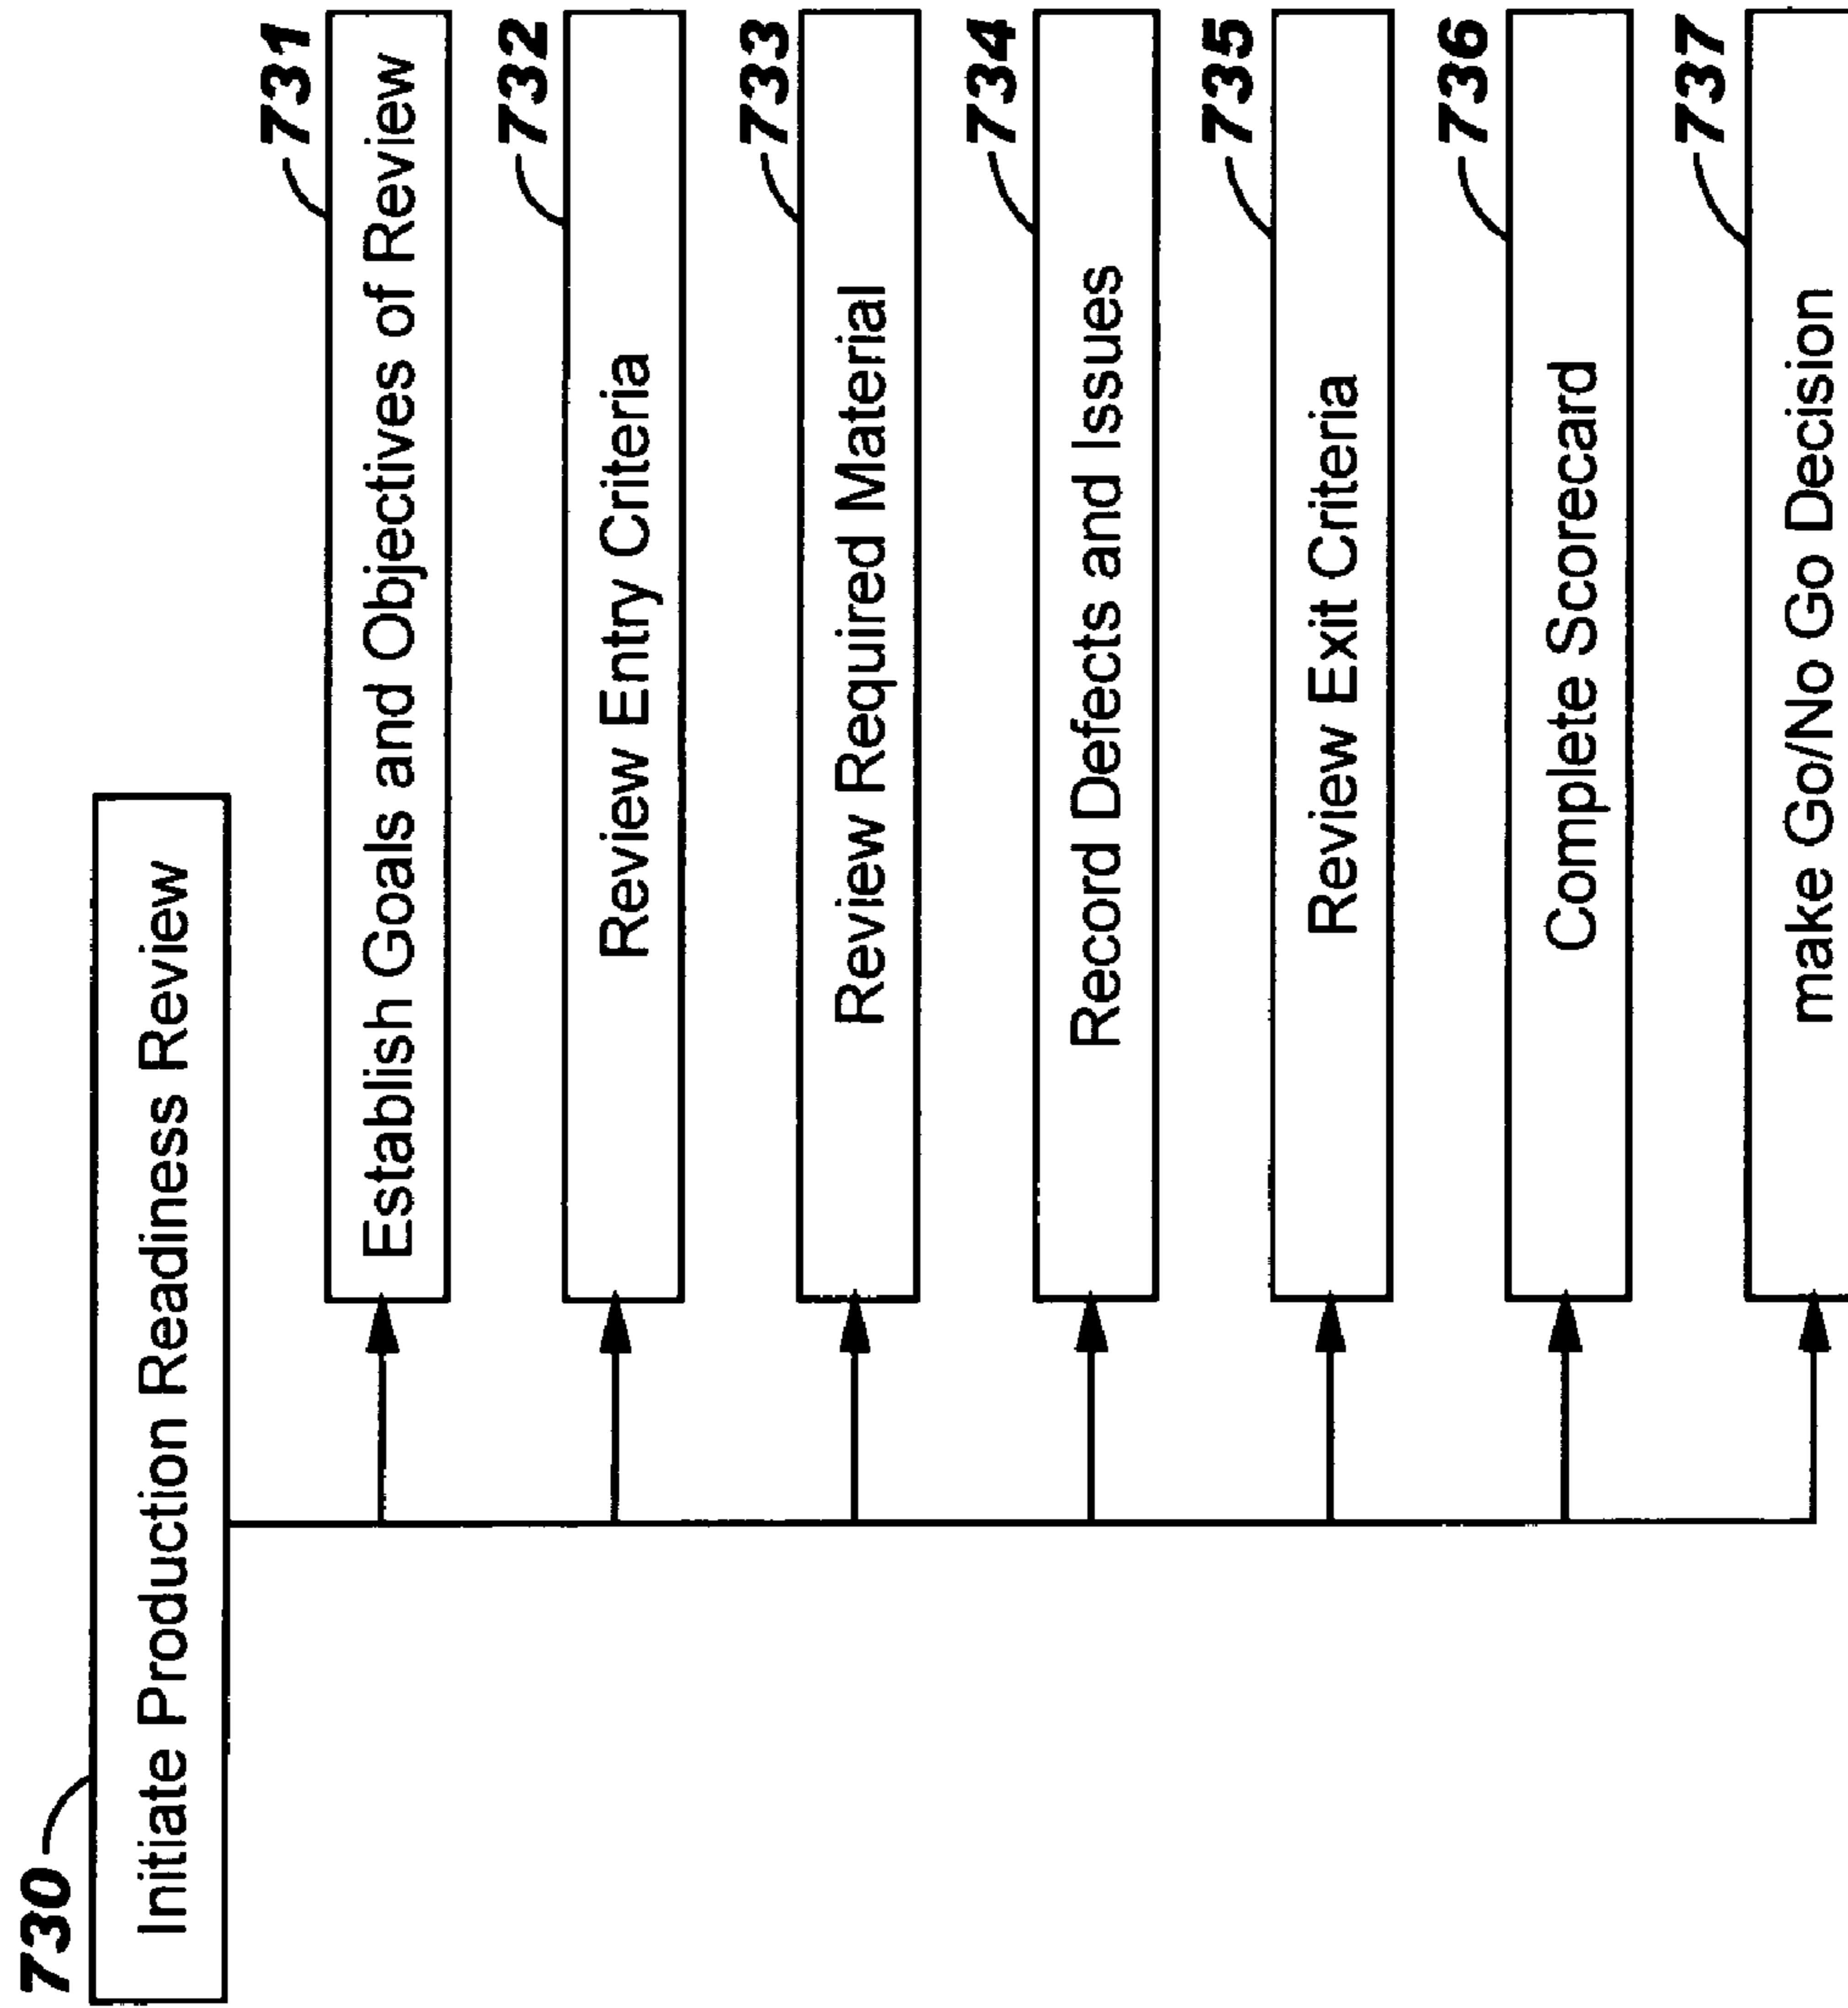 730
Initiate Production Readiness Review
731
Establish Goals and Objectives of Review
732
Review Entry Criteria
733
Review Required Material
734
Record Defects and Issues
735
Review Exit Criteria
736
Complete Scorecard
737
make Go/No Go Decision